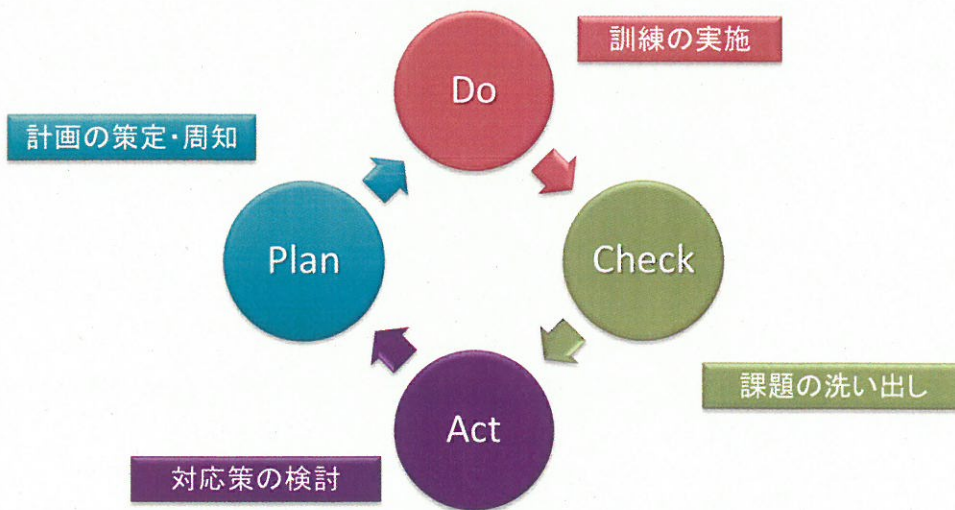 Do
訓練の実施
計画の策定・周知
Plan
Check
課題の洗い出し
Act
対応策の検討